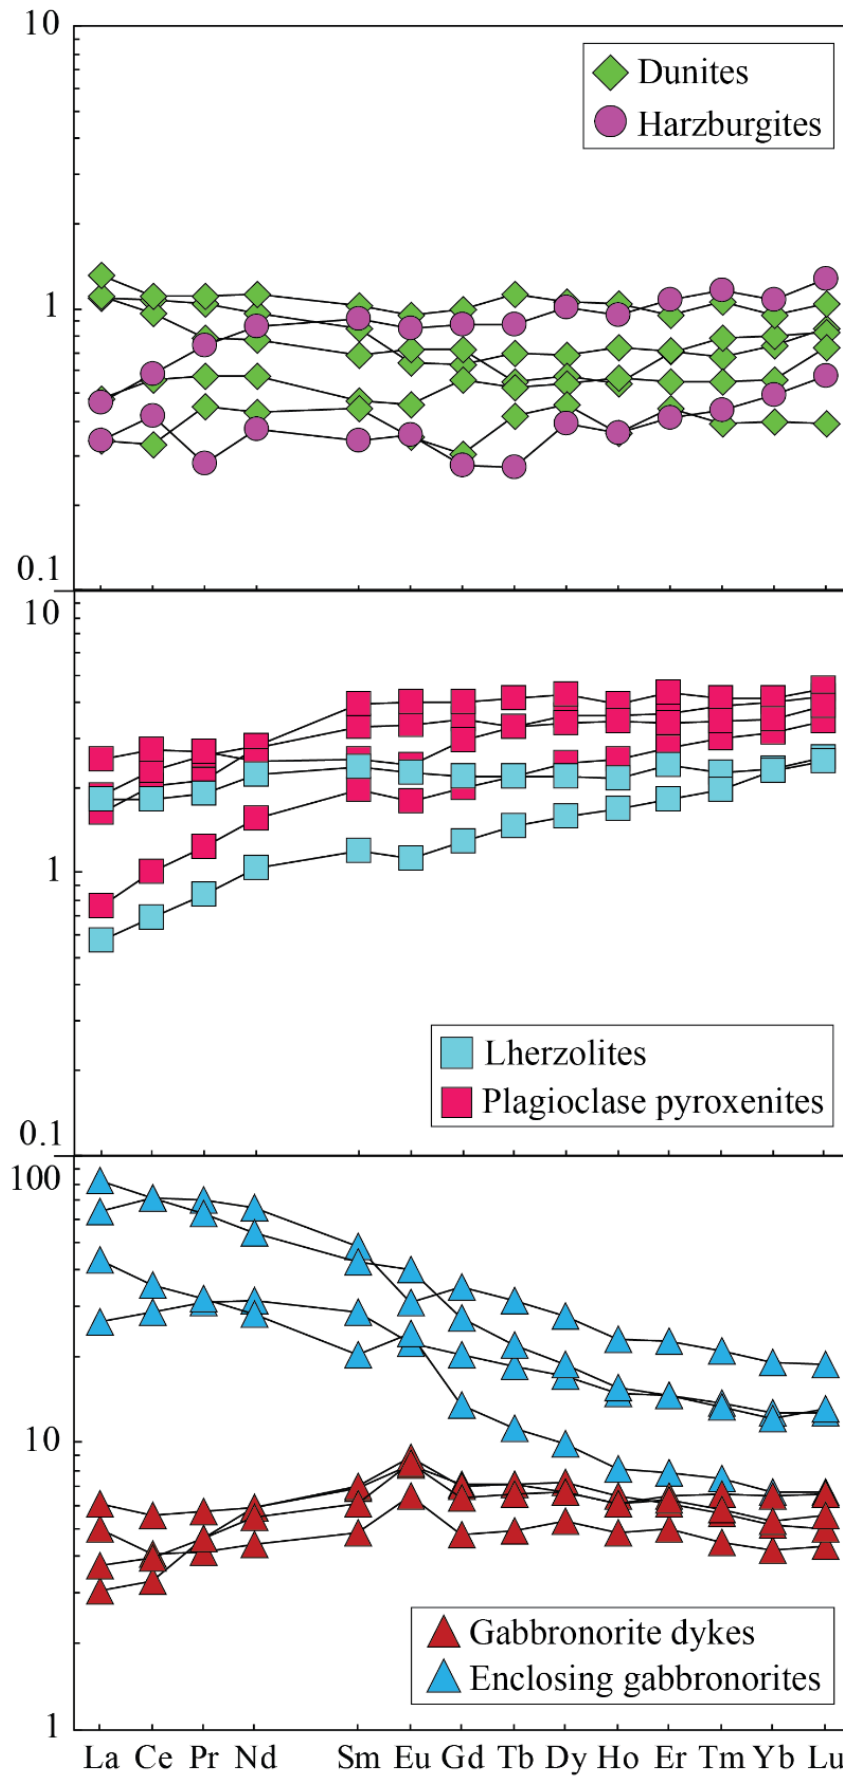 10
Dunites
Harzburgites
1
0.1
10
1
Lherzolites
Plagioclase pyroxenites
0.1
100
10
Gabbronorite dykes
Enclosing gabbronorites
1
La Ce Pr Nd Sm Eu Gd Tb Dy Ho Er Tm Yb Lu